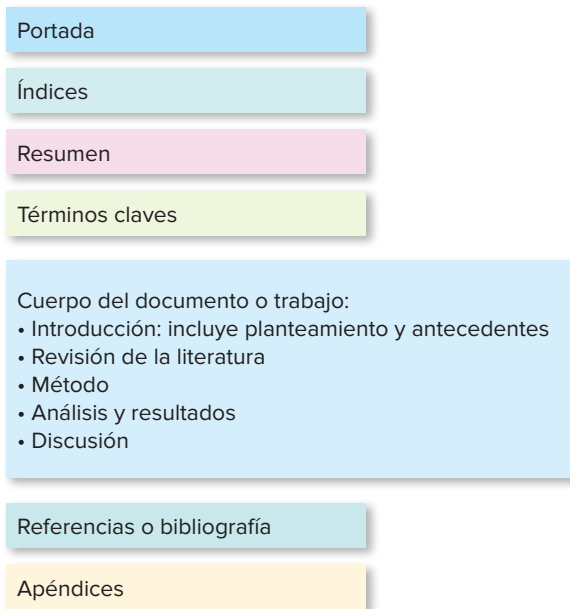 Portada
Índices
Resumen
Términos claves
Cuerpo del documento o trabajo:
• Introducción: incluye planteamiento y antecedentes
• Revisión de la literatura
• Método
• Análisis y resultados
• Discusión
Referencias o bibliografía
Apéndices